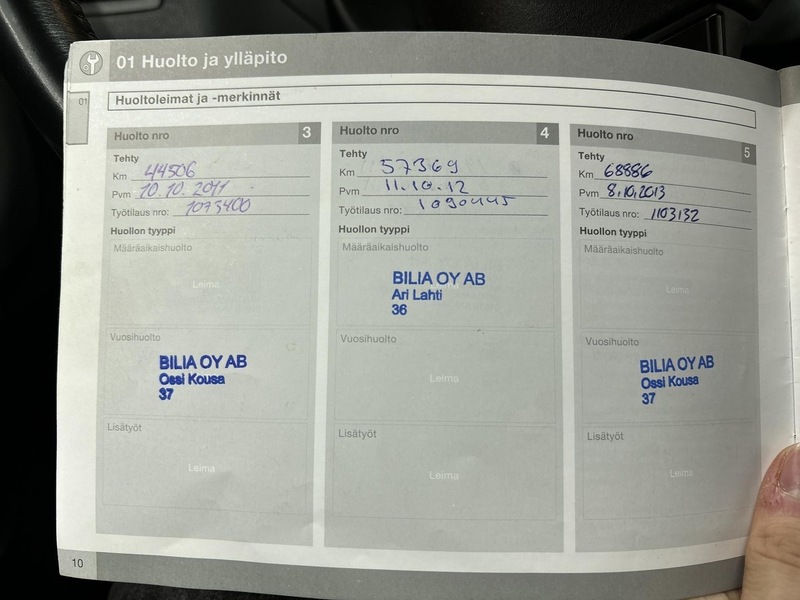 01 Huolto ja ylläpito
01
Huoltoleimat ja -merkinnät
Huolto nro 3
Tehty
Km 44506
Pvm 10.10.2011
Työtilaus nro: 1073400
Huollon tyyppi
Määräaikaishuolto
Leima
Vuosihuolto
BILIA OY AB
Ossi Kousa
37
Lisätyöt
Leima
Huolto nro 4
Tehty
Km 57369
Pvm 11.10.12
Työtilaus nro: 1090445
Huollon tyyppi
Määräaikaishuolto
BILIA OY AB
Ari Lahti
36
Vuosihuolto
Leima
Lisätyöt
Leima
Huolto nro 5
Tehty
Km 68886
Pvm 8.10.2013
Työtilaus nro: 1103132
Huollon tyyppi
Määräaikaishuolto
Leima
Vuosihuolto
BILIA OY AB
Ossi Kousa
37
Lisätyöt
Leima
10